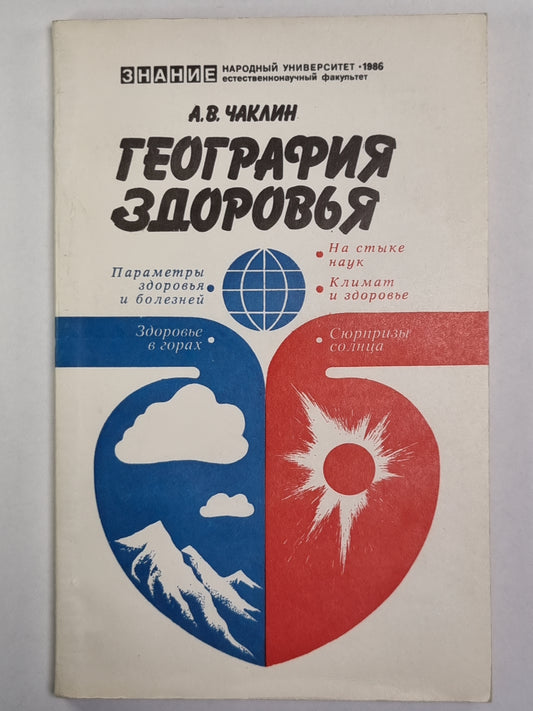 ЗНАНИЕ НАРОДНЫЙ УНИВЕРСИТЕТ · 1986
естественнонаучный факультет
А.В. ЧАКЛИН
ГЕОГРАФИЯ
ЗДОРОВЬЯ
Параметры
здоровья
и болезней
• На стыке
наук
• Климат
и здоровье
Здоровье
в горах
• Сюрпризы
солнца